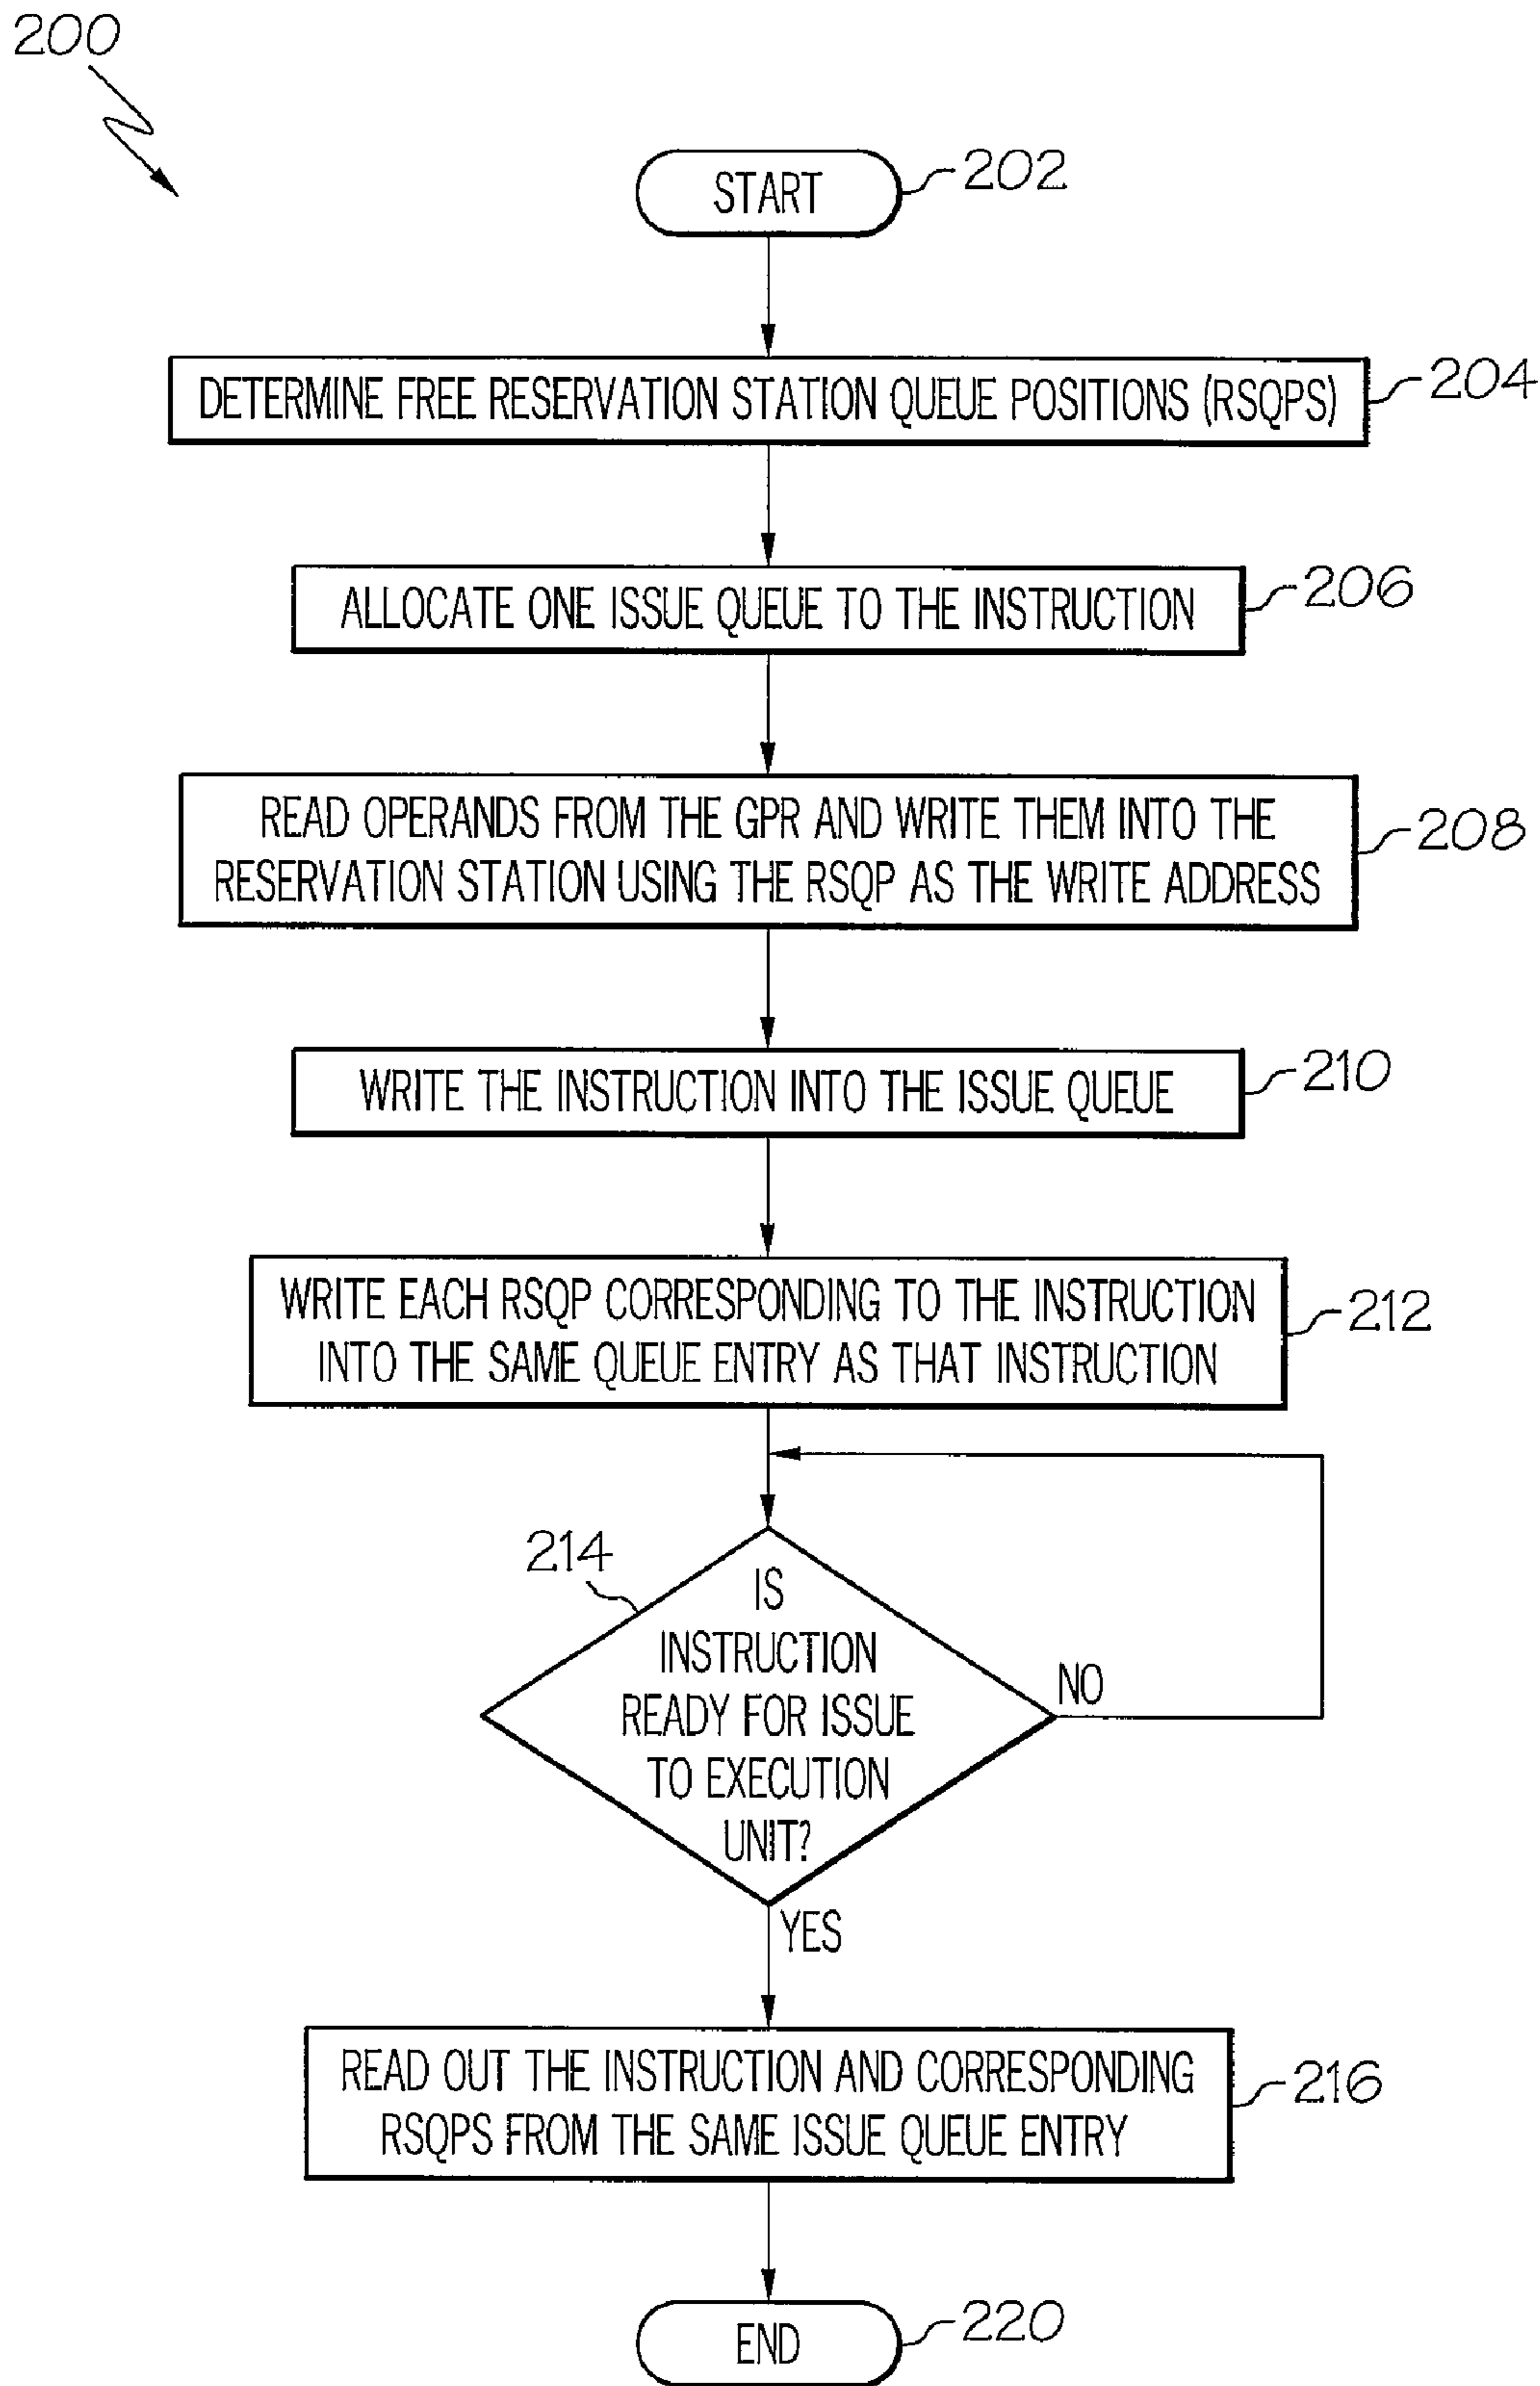 200
START
202
DETERMINE FREE RESERVATION STATION QUEUE POSITIONS (RSQPS)
204
ALLOCATE ONE ISSUE QUEUE TO THE INSTRUCTION
206
READ OPERANDS FROM THE GPR AND WRITE THEM INTO THE
RESERVATION STATION USING THE RSQP AS THE WRITE ADDRESS
208
WRITE THE INSTRUCTION INTO THE ISSUE QUEUE
210
WRITE EACH RSQP CORRESPONDING TO THE INSTRUCTION
INTO THE SAME QUEUE ENTRY AS THAT INSTRUCTION
212
214
IS
INSTRUCTION
READY FOR ISSUE
TO EXECUTION
UNIT?
NO
YES
READ OUT THE INSTRUCTION AND CORRESPONDING
RSQPS FROM THE SAME ISSUE QUEUE ENTRY
216
END
220